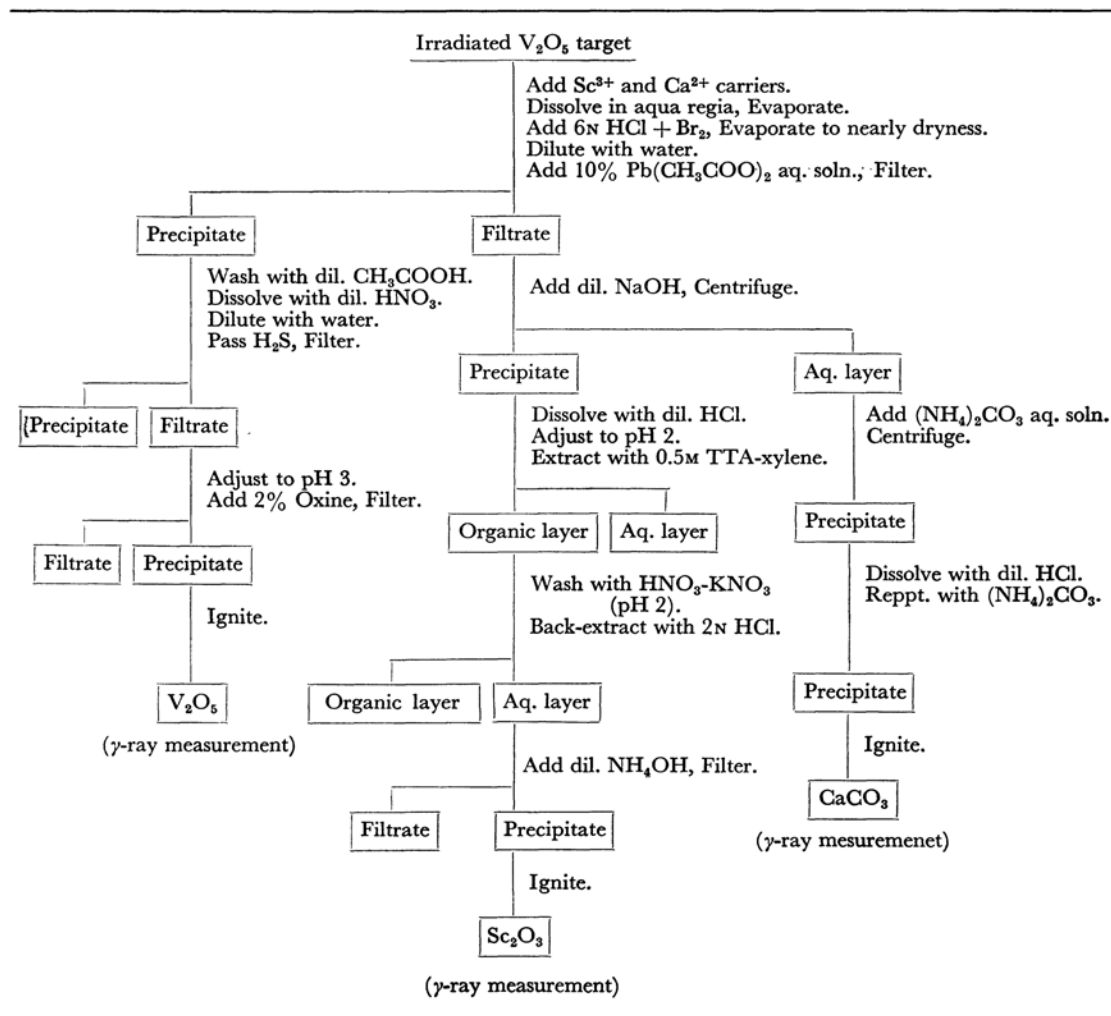 Irradiated V₂O₅ target
Add Sc³⁺ and Ca²⁺ carriers.
Dissolve in aqua regia, Evaporate.
Add 6N HCl + Br₂, Evaporate to nearly dryness.
Dilute with water.
Add 10% Pb(CH₃COO)₂ aq. soln., Filter.
Precipitate
Filtrate
Wash with dil. CH₃COOH.
Dissolve with dil. HNO₃.
Dilute with water.
Pass H₂S, Filter.
Add dil. NaOH, Centrifuge.
Precipitate
Aq. layer
Precipitate
Filtrate
Dissolve with dil. HCl.
Adjust to pH 2.
Extract with 0.5M TTA-xylene.
Add (NH₄)₂CO₃ aq. soln.
Centrifuge.
Adjust to pH 3.
Add 2% Oxine, Filter.
Organic layer
Aq. layer
Precipitate
Filtrate
Precipitate
Wash with HNO₃-KNO₃
(pH 2).
Back-extract with 2N HCl.
Dissolve with dil. HCl.
Reppt. with (NH₄)₂CO₃.
Ignite.
V₂O₅
(γ-ray measurement)
Organic layer
Aq. layer
Precipitate
Add dil. NH₄OH, Filter.
Ignite.
Filtrate
Precipitate
CaCO₃
(γ-ray mesuremenet)
Ignite.
Sc₂O₃
(γ-ray measurement)